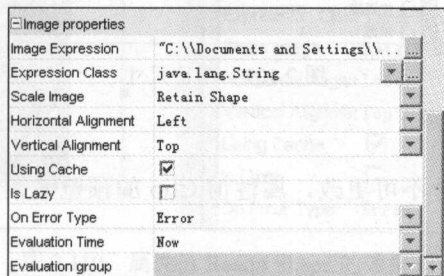 Image properties
Image Expression "C:\\Documents and Settings\\... ...
Expression Class java.lang.String ...
Scale Image Retain Shape
Horizontal Alignment Left
Vertical Alignment Top
Using Cache
Is Lazy
On Error Type Error
Evaluation Time Now
Evaluation group